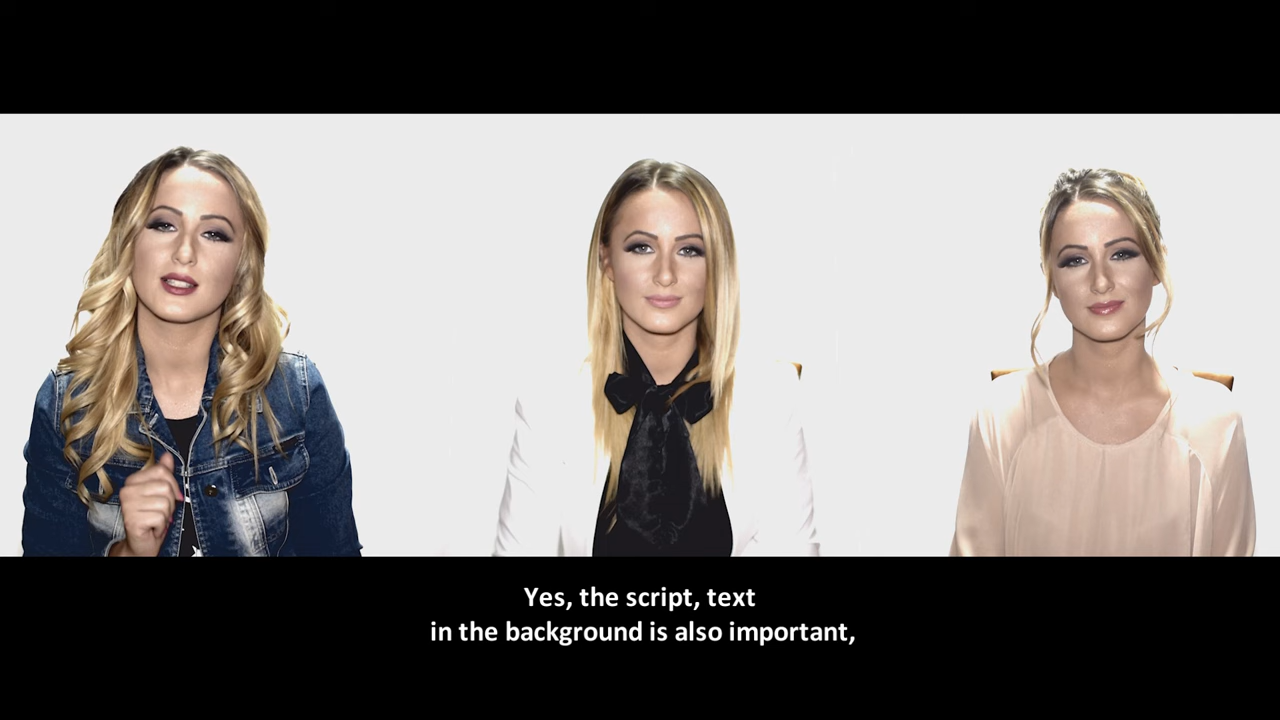 Yes, the script, text
in the background is also important,